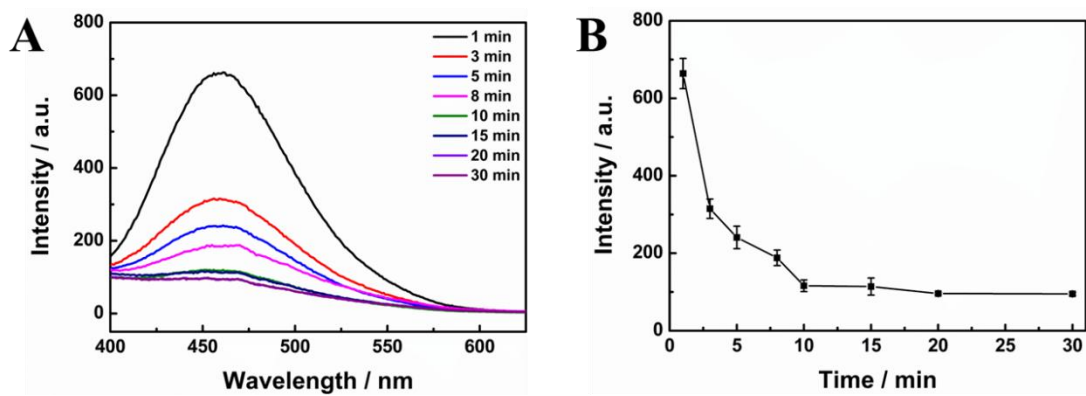 A
800
600
400
200
0
Intensity / a.u.
400 450 500 550 600
Wavelength / nm
1 min
3 min
5 min
8 min
10 min
15 min
20 min
30 min
B
800
600
400
200
0
Intensity / a.u.
0 5 10 15 20 25 30
Time / min